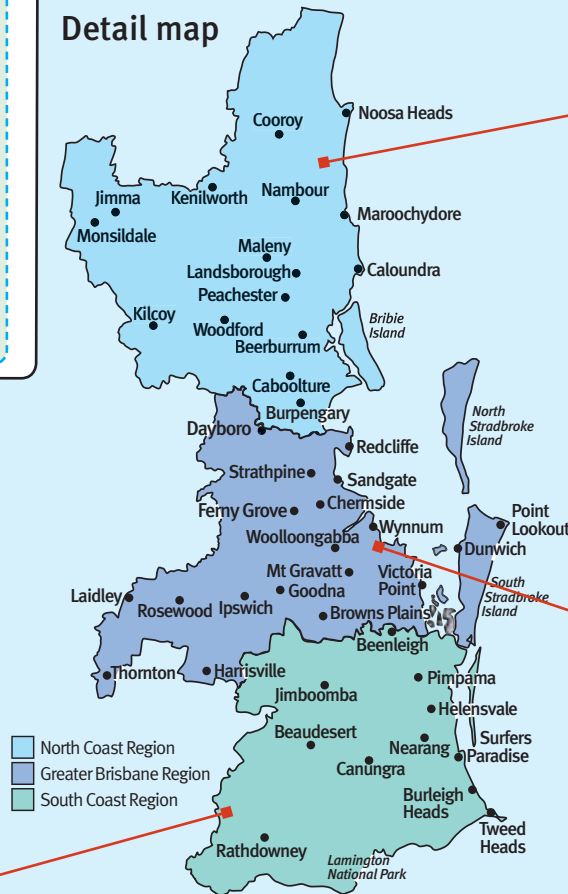 Detail map
Noosa Heads
Cooroy
Jimma
Kenilworth
Nambour
Monsildale
Maroochydore
Maleny
Landsborough
Caloundra
Peachester
Kilcoy
Woodford
Bribie
Island
Beerburrum
Caboolture
Burpengary
Dayboro
North
Stradbroke
Island
Redcliffe
Strathpine
Sandgate
Chermside
Ferny Grove
Point
Lookout
Wynnum
Woolloongabba
Dunwich
Mt Gravatt
Victoria
Point
Laidley
Rosewood
Ipswich
Goodna
South
Stradbroke
Island
Browns Plains
Beenleigh
Thornton
Harrisville
Pimpama
Jimboomba
Helensvale
Beaudesert
Nearang
Surfers
Paradise
Canungra
North Coast Region
Greater Brisbane Region
South Coast Region
Burleigh
Heads
Tweed
Heads
Rathdowney
Lamington
National Park